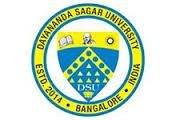 DAYANANDA SAGAR UNIVERSITY
DSU
ESTD. 2014 • BANGALORE • INDIA